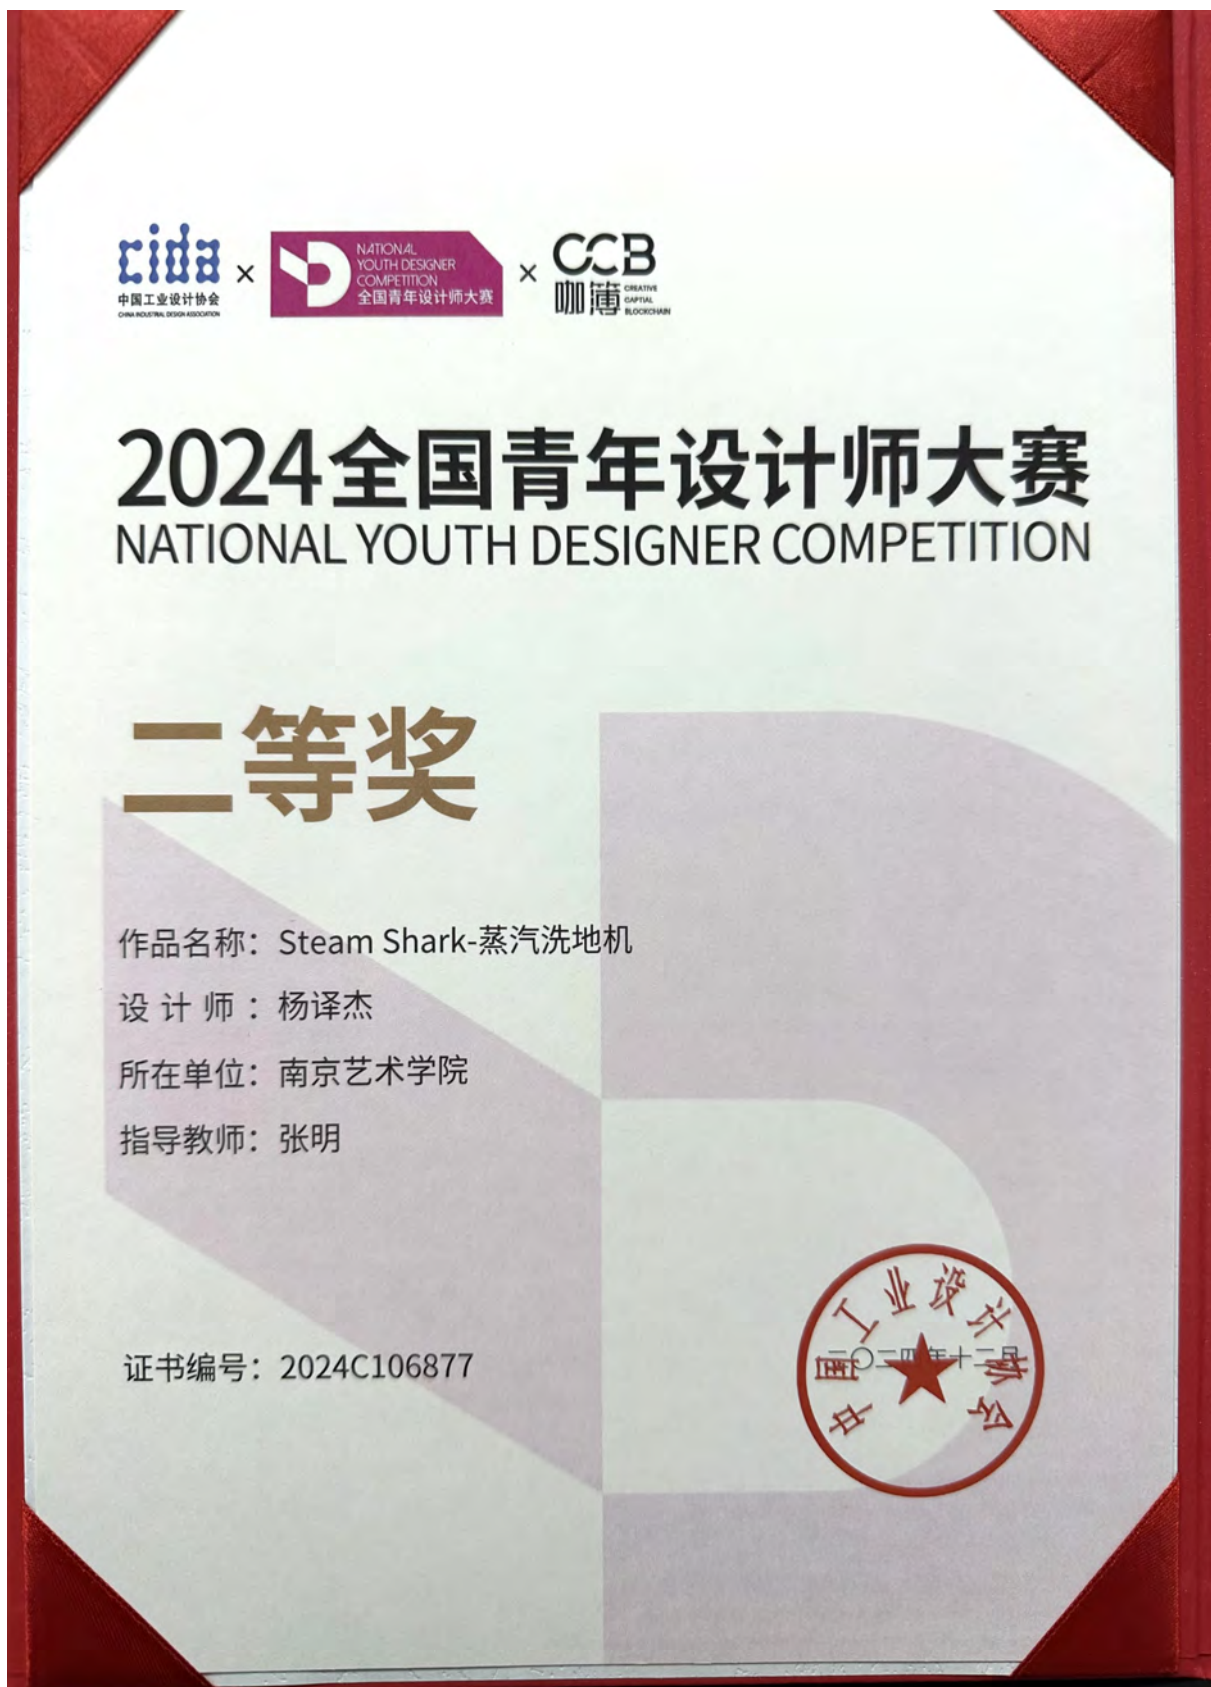 cida
中国工业设计协会
CHINA INDUSTRIAL DESIGN ASSOCIATION
×
NATIONAL
YOUTH DESIGNER
COMPETITION
全国青年设计师大赛
×
CCB
咖簿
CREATIVE
CAPTIAL
BLOCKCHAIN
2024全国青年设计师大赛
NATIONAL YOUTH DESIGNER COMPETITION
二等奖
作品名称：Steam Shark-蒸汽洗地机
设计师：杨译杰
所在单位：南京艺术学院
指导教师：张明
证书编号：2024C106877
二〇二四年十二月
中国工业设计协会